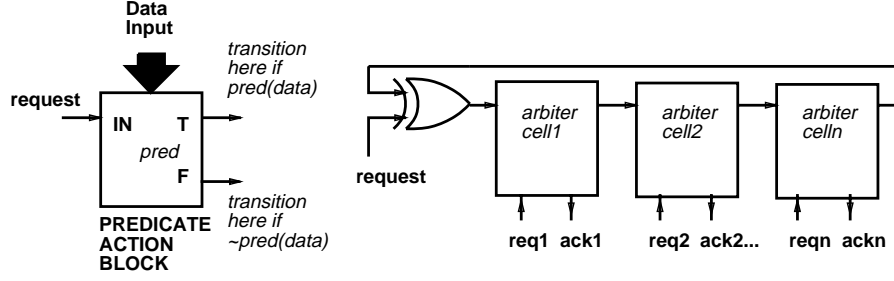 Data
Input
request
IN
T
pred
F
transition
here if
pred(data)
transition
here if
~pred(data)
PREDICATE
ACTION
BLOCK
request
arbiter
cell1
arbiter
cell2
arbiter
celln
req1 ack1
req2 ack2...
reqn ackn